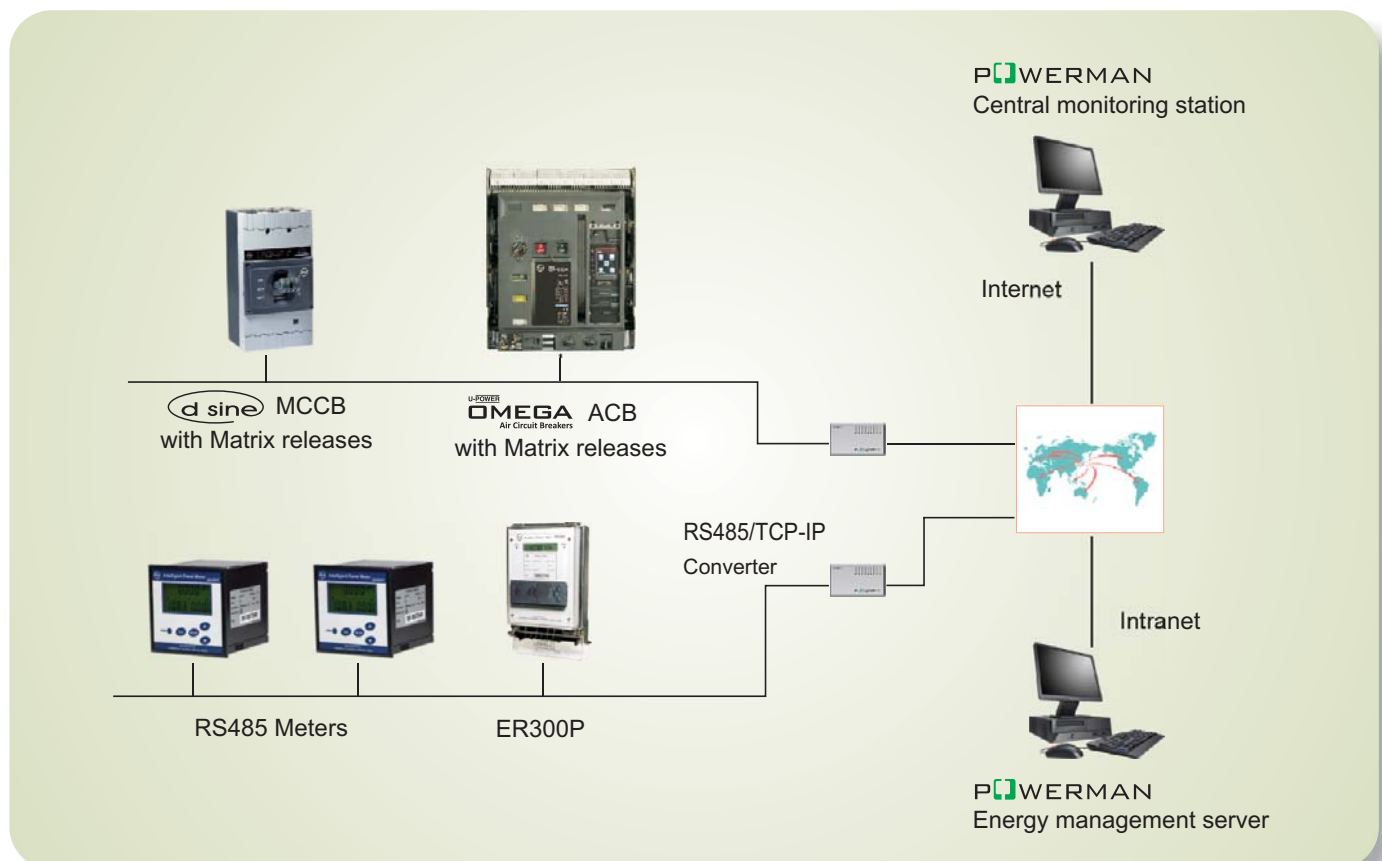 POWERMAN
Central monitoring station
Internet
d sine MCCB
with Matrix releases
U-POWER
OMEGA ACB
Air Circuit Breakers
with Matrix releases
RS485/TCP-IP
Converter
Intranet
RS485 Meters
ER300P
POWERMAN
Energy management server